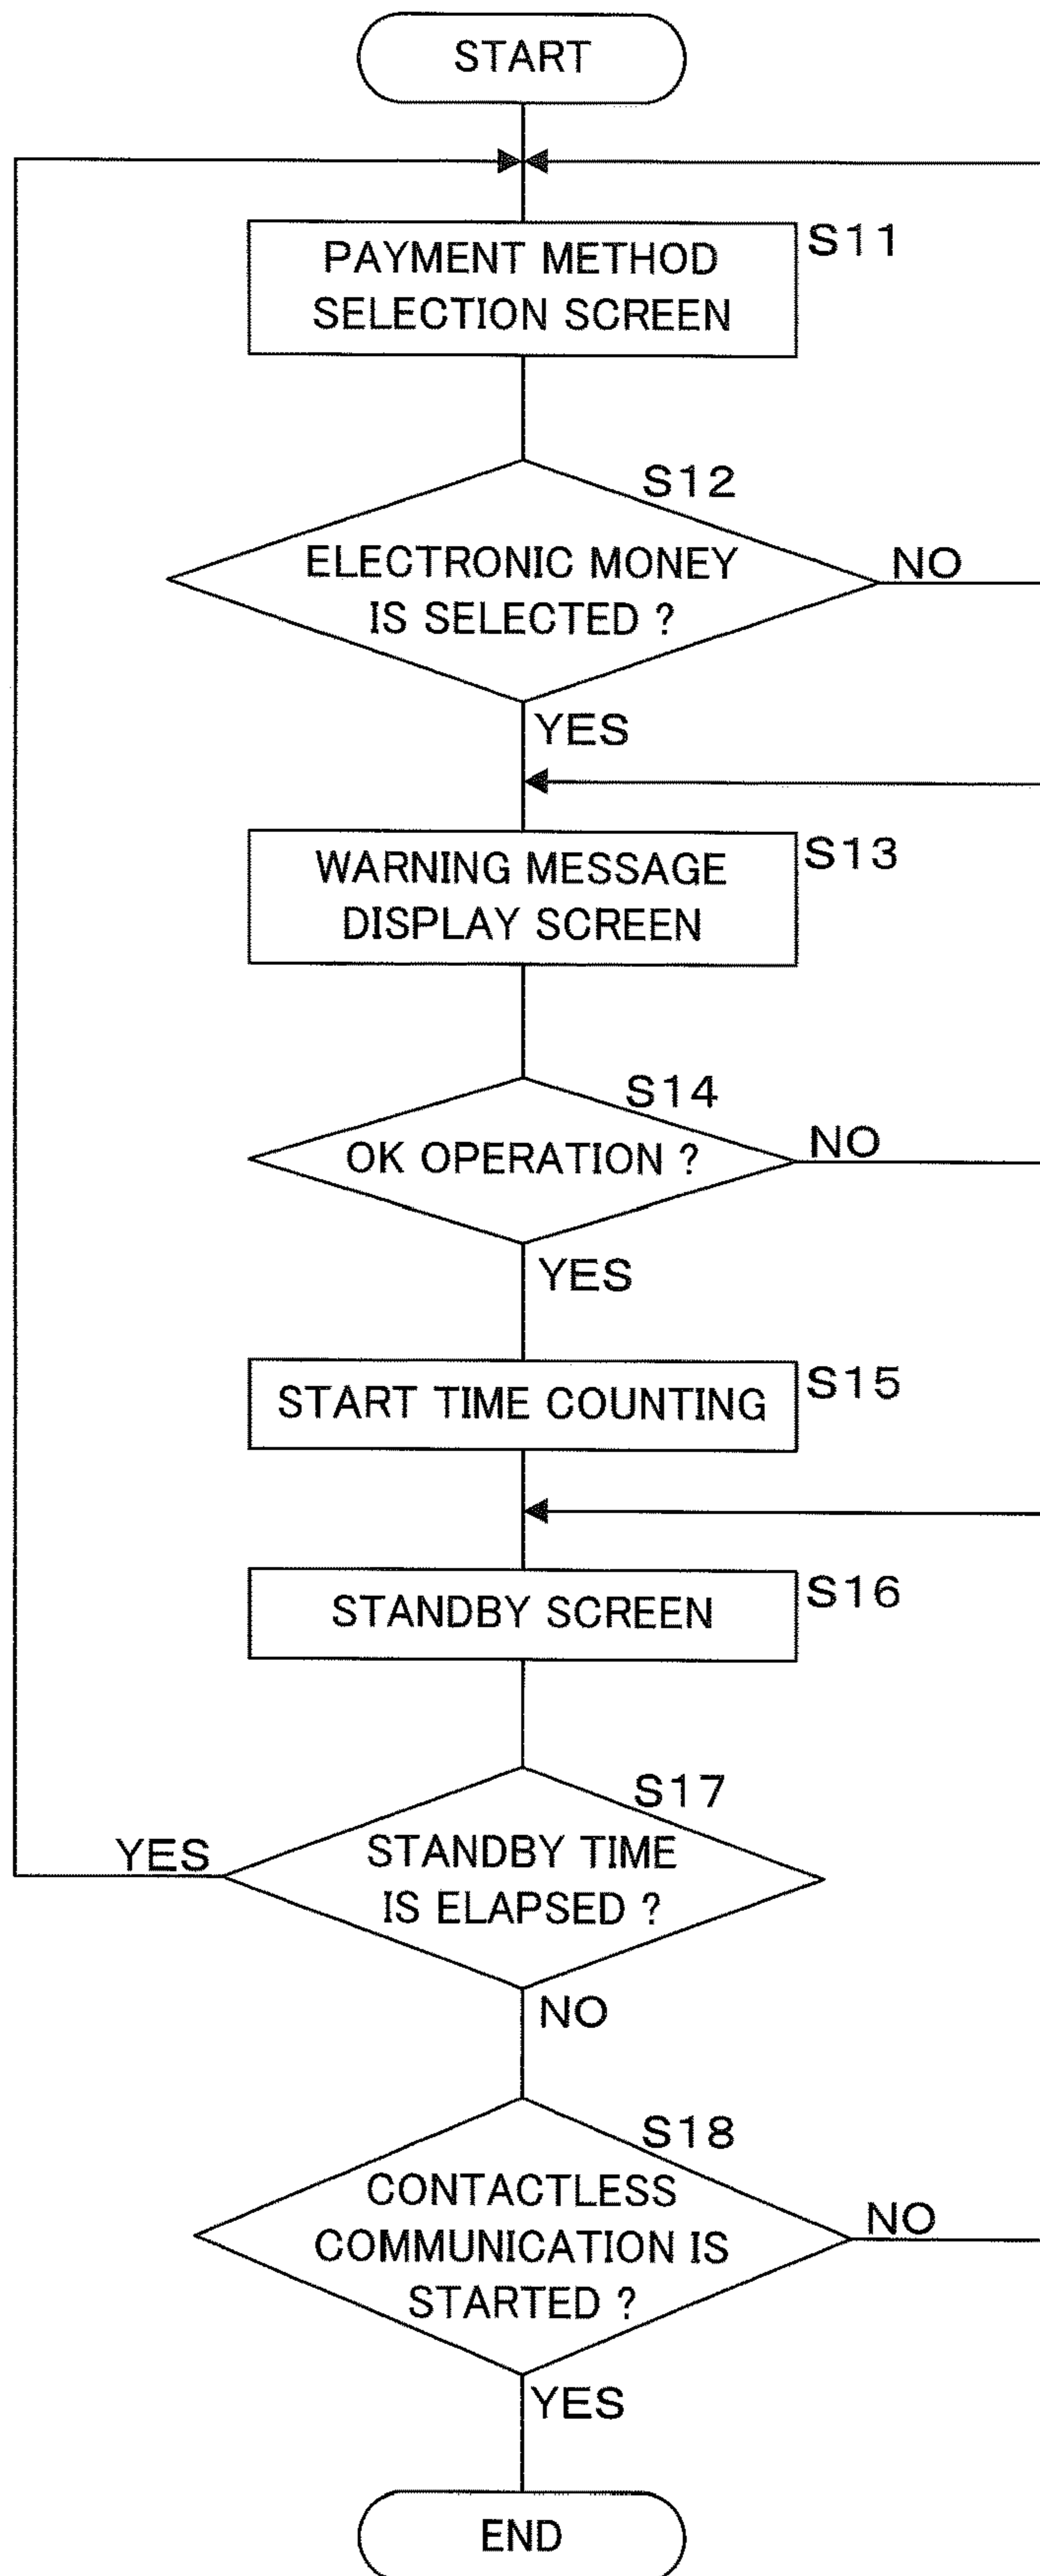 START
S11
PAYMENT METHOD
SELECTION SCREEN
S12
ELECTRONIC MONEY
IS SELECTED ?
NO
YES
S13
WARNING MESSAGE
DISPLAY SCREEN
S14
OK OPERATION ?
NO
YES
S15
START TIME COUNTING
S16
STANDBY SCREEN
S17
STANDBY TIME
IS ELAPSED ?
YES
NO
S18
CONTACTLESS
COMMUNICATION IS
STARTED ?
NO
YES
END